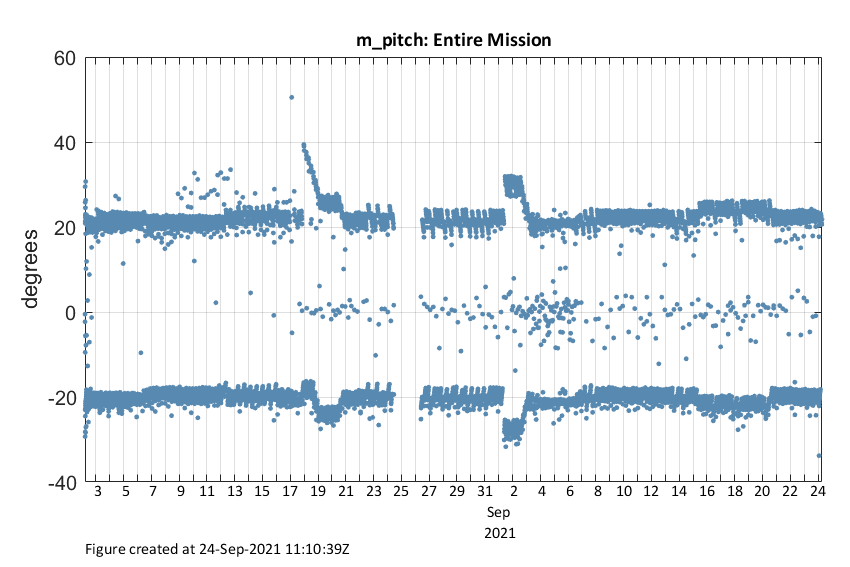 m_pitch: Entire Mission
60
40
20
0
-20
-40
degrees
3 5 7 9 11 13 15 17 19 21 23 25 27 29 31 2 4 6 8 10 12 14 16 18 20 22 24
Sep
2021
Figure created at 24-Sep-2021 11:10:39Z